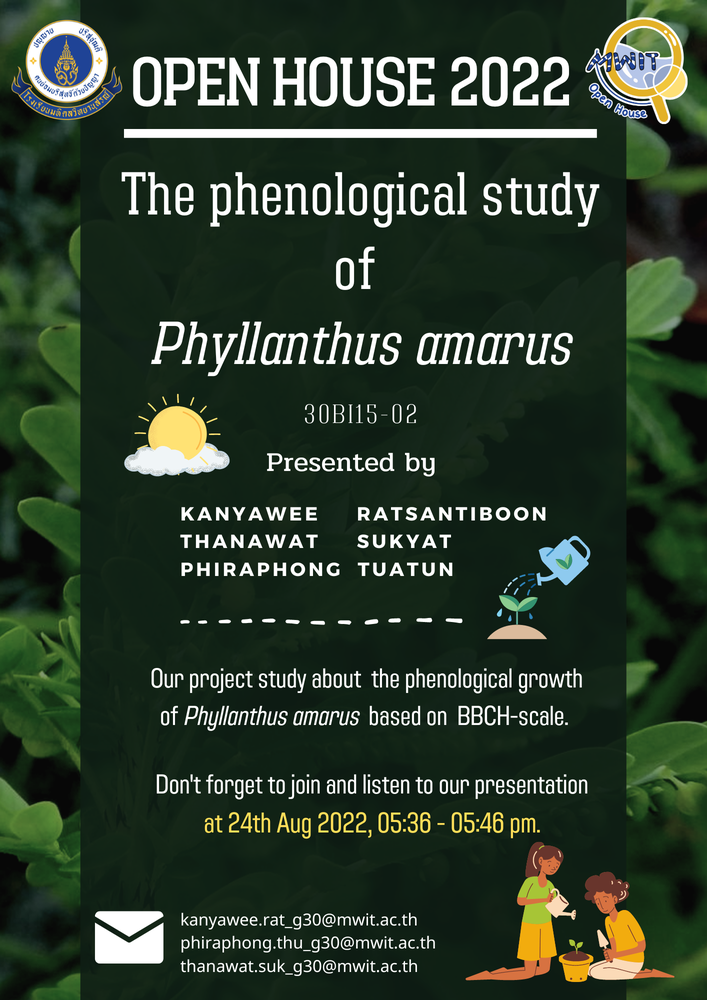 OPEN HOUSE 2022
MWIT
Open House
The phenological study
of
Phyllanthus amarus
30BI15-02
Presented by
KANYAWEE RATSANTIBOON
THANAWAT SUKYAT
PHIRAPHONG TUATUN
Our project study about the phenological growth
of Phyllanthus amarus based on BBCH-scale.
Don't forget to join and listen to our presentation
at 24th Aug 2022, 05:36 - 05:46 pm.
kanyawee.rat_g30@mwit.ac.th
phiraphong.thu_g30@mwit.ac.th
thanawat.suk_g30@mwit.ac.th